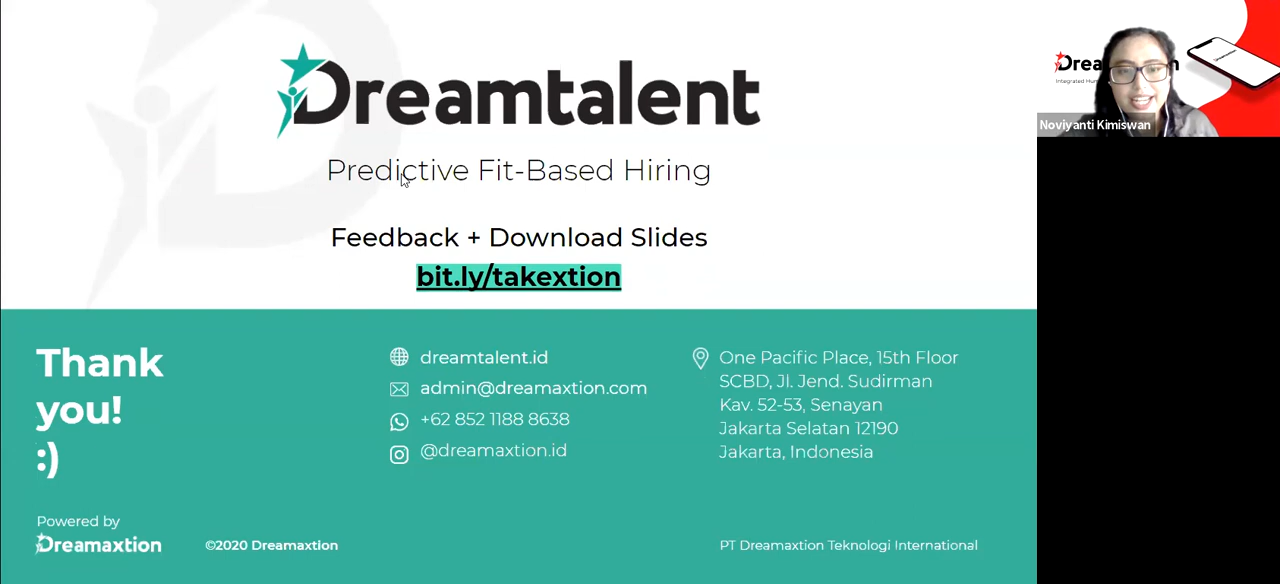 Dreamtalent
Predictive Fit-Based Hiring
Feedback + Download Slides
bit.ly/takextion
Thank
you!
:)
dreamtalent.id
admin@dreamaxtion.com
+62 852 1188 8638
@dreamaxtion.id
One Pacific Place, 15th Floor
SCBD, Jl. Jend. Sudirman
Kav. 52-53, Senayan
Jakarta Selatan 12190
Jakarta, Indonesia
Powered by
Dreamaxtion
©2020 Dreamaxtion
PT Dreamaxtion Teknologi International
Noviyanti Kimiswan